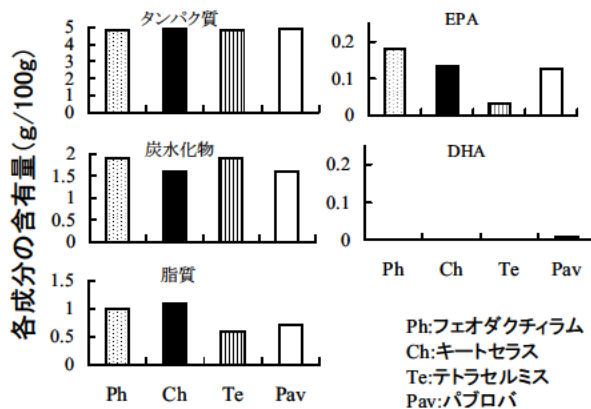 各成分の含有量(g/100g)
タンパク質
5
4
3
2
1
0
炭水化物
2
1.5
1
0.5
0
脂質
1.5
1
0.5
0
Ph Ch Te Pav
EPA
0.2
0.1
0
DHA
0.2
0.1
0
Ph Ch Te Pav
Ph:フェオダクチィラム
Ch:キートセラス
Te:テトラセルミス
Pav:パブロバ